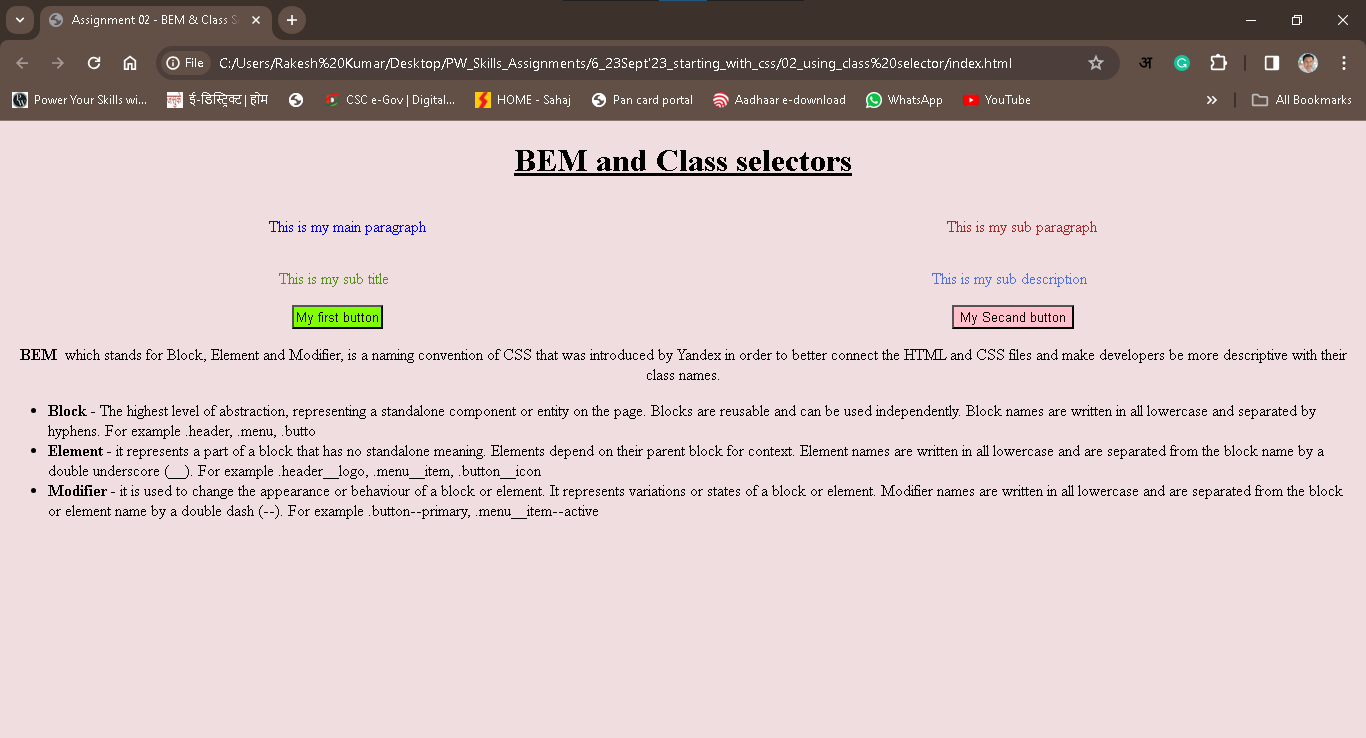 Assignment 02 - BEM & Class S
File C:/Users/Rakesh%20Kumar/Desktop/PW_Skills_Assignments/6_23Sept'23_starting_with_css/02_using_class%20selector/index.html अ G
Power Your Skills wi... ई-डिस्ट्रिक्ट | होम CSC e-Gov | Digital... HOME - Sahaj Pan card portal Aadhaar e-download WhatsApp YouTube » All Bookmarks
BEM and Class selectors
This is my main paragraph This is my sub paragraph
This is my sub title This is my sub description
My first button My Secand button
BEM which stands for Block, Element and Modifier, is a naming convention of CSS that was introduced by Yandex in order to better connect the HTML and CSS files and make developers be more descriptive with their
class names.
• Block - The highest level of abstraction, representing a standalone component or entity on the page. Blocks are reusable and can be used independently. Block names are written in all lowercase and separated by
hyphens. For example .header, .menu, .butto
• Element - it represents a part of a block that has no standalone meaning. Elements depend on their parent block for context. Element names are written in all lowercase and are separated from the block name by a
double underscore (__). For example .header__logo, .menu__item, .button__icon
• Modifier - it is used to change the appearance or behaviour of a block or element. It represents variations or states of a block or element. Modifier names are written in all lowercase and are separated from the block
or element name by a double dash (--). For example .button--primary, .menu__item--active